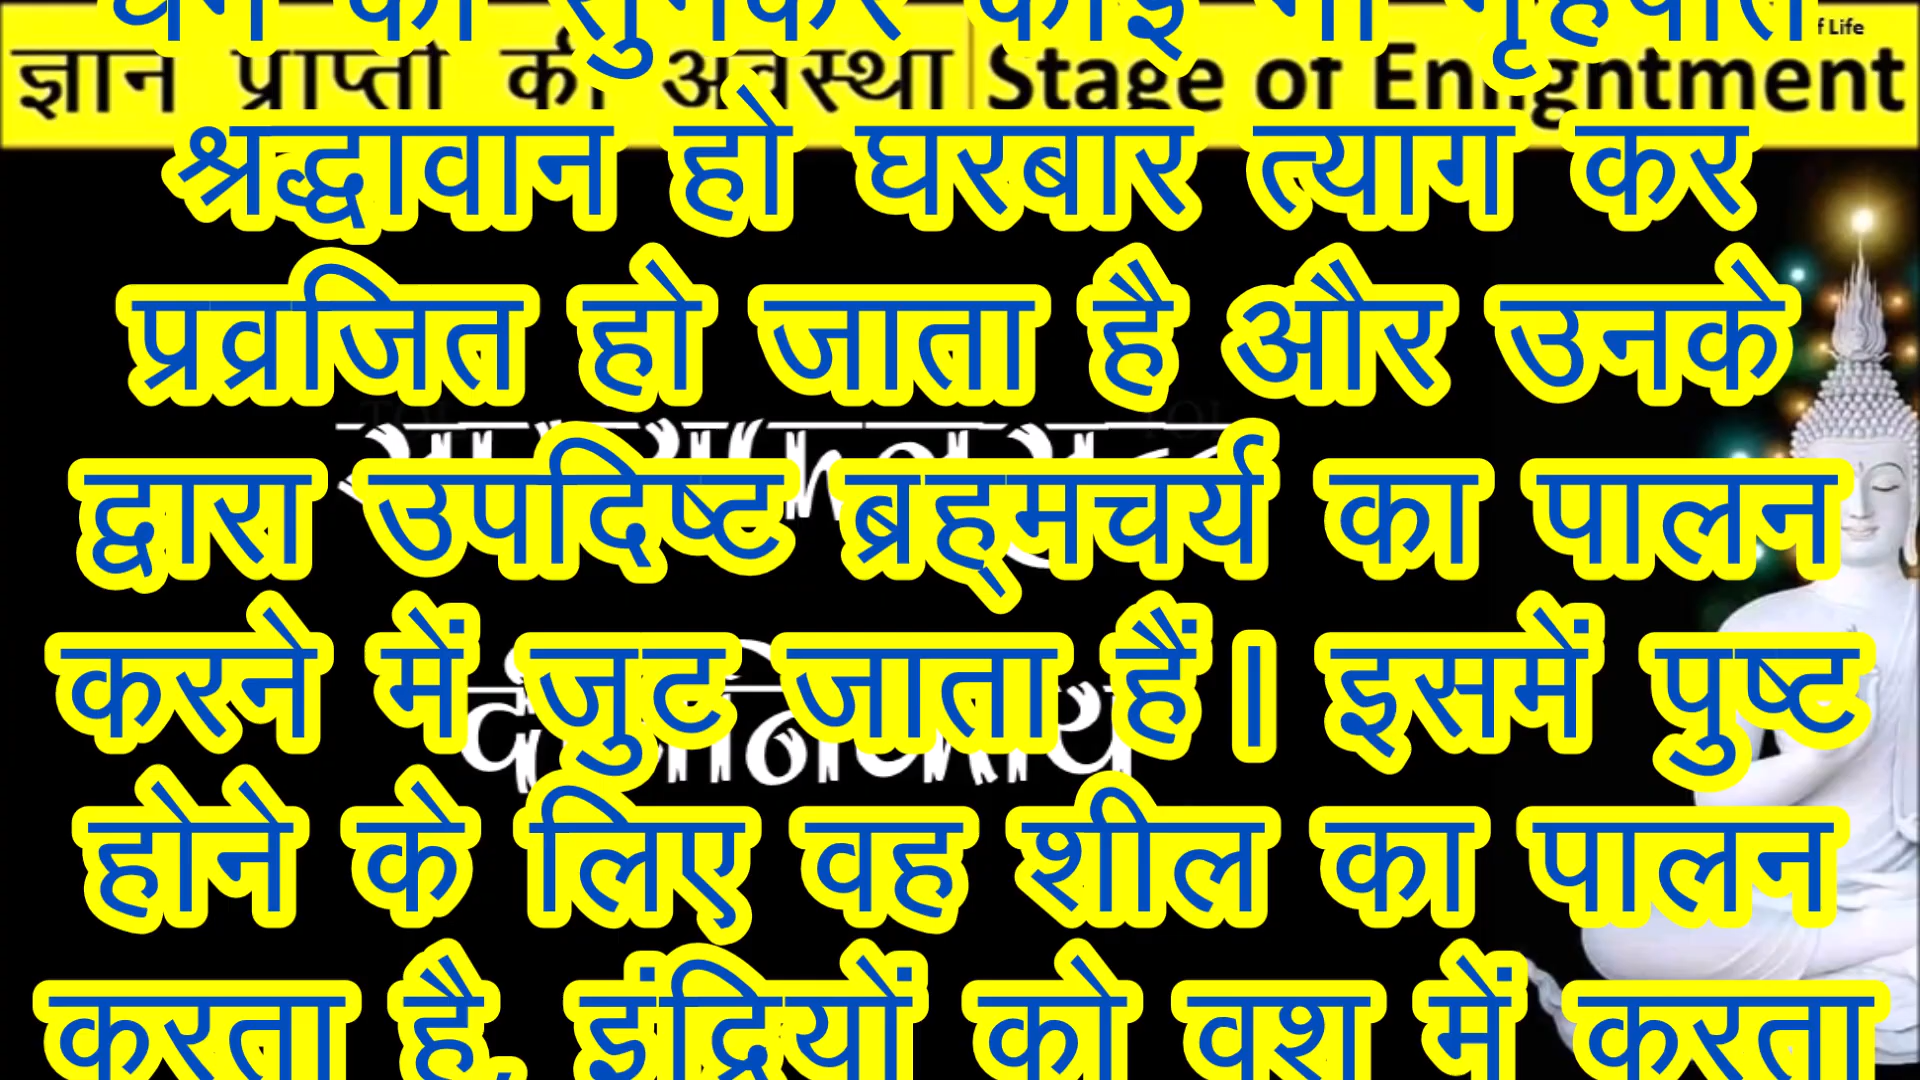 धर्म को सुनकर कोई भी गृहपति
f Life
ज्ञान प्राप्ती की अवस्था Stage of Enlightment
श्रद्धावान हो घरबार त्याग कर
प्रव्रजित हो जाता है और उनके
द्वारा उपदिष्ट ब्रह्मचर्य का पालन
करने में जुट जाता हैं। इसमें पुष्ट
होने के लिए वह शील का पालन
करता है, इंद्रियों को वश में करता